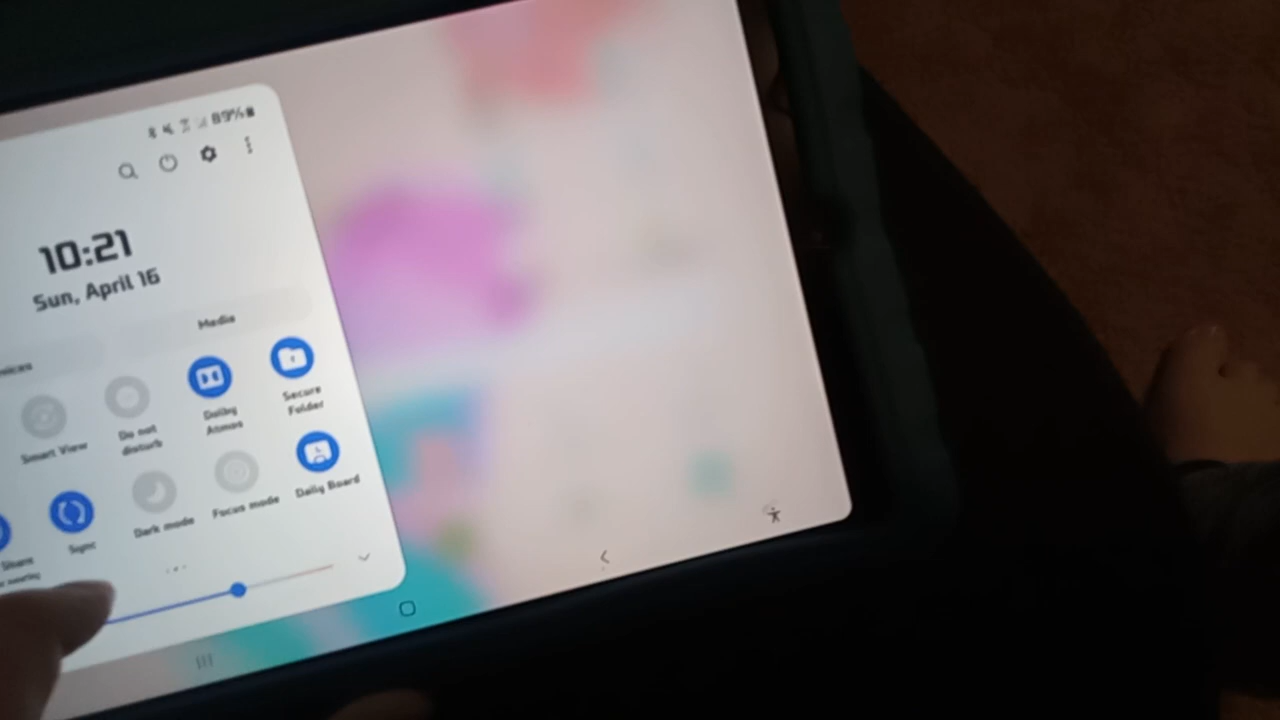 89%
10:21
Sun, April 16
Media
Smart View
Do not
disturb
Dolby
Atmos
Secure
Folder
Share
Sync
Dark mode
Focus mode
Daily Board